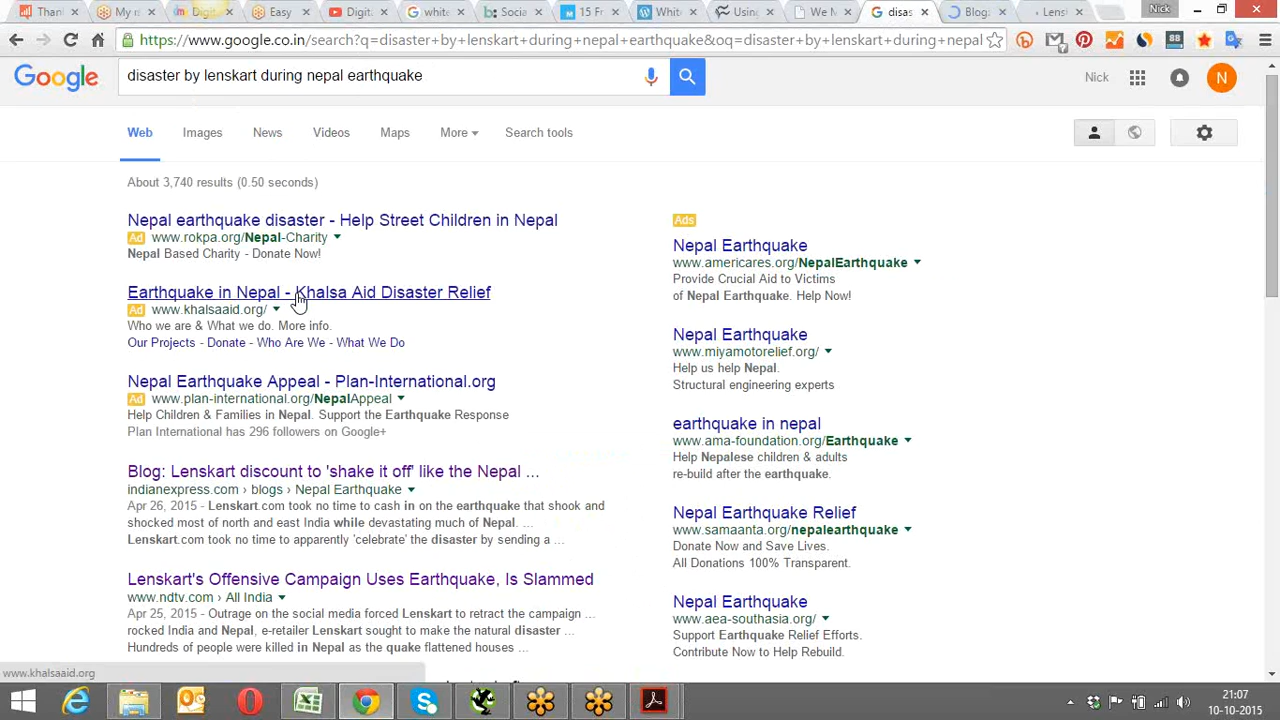 Than
My n
Digit
Easy
Digit
white
Socia
15 Fr
White
Using
We M
disas
Blog:
Lensk
Nick
https://www.google.co.in/search?q=disaster+by+lenskart+during+nepal+earthquake&oq=disaster+by+lenskart+during+nepal
Google
disaster by lenskart during nepal earthquake
Nick
N
Web Images News Videos Maps More Search tools
About 3,740 results (0.50 seconds)
Nepal earthquake disaster - Help Street Children in Nepal
Ad www.rokpa.org/Nepal-Charity
Nepal Based Charity - Donate Now!
Earthquake in Nepal - Khalsa Aid Disaster Relief
Ad www.khalsaaid.org/
Who we are & What we do. More info.
Our Projects - Donate - Who Are We - What We Do
Nepal Earthquake Appeal - Plan-International.org
Ad www.plan-international.org/NepalAppeal
Help Children & Families in Nepal. Support the Earthquake Response
Plan International has 296 followers on Google+
Blog: Lenskart discount to 'shake it off' like the Nepal ...
indianexpress.com › blogs › Nepal Earthquake
Apr 26, 2015 - Lenskart.com took no time to cash in on the earthquake that shook and
shocked most of north and east India while devastating much of Nepal. ...
Lenskart.com took no time to apparently 'celebrate' the disaster by sending a ...
Lenskart's Offensive Campaign Uses Earthquake, Is Slammed
www.ndtv.com › All India
Apr 25, 2015 - Outrage on the social media forced Lenskart to retract the campaign ...
rocked India and Nepal, e-retailer Lenskart sought to make the natural disaster ...
Hundreds of people were killed in Nepal as the quake flattened houses ...
Ads
Nepal Earthquake
www.americares.org/NepalEarthquake
Provide Crucial Aid to Victims
of Nepal Earthquake. Help Now!
Nepal Earthquake
www.miyamotorelief.org/
Help us help Nepal.
Structural engineering experts
earthquake in nepal
www.ama-foundation.org/Earthquake
Help Nepalese children & adults
re-build after the earthquake.
Nepal Earthquake Relief
www.samaanta.org/nepalearthquake
Donate Now and Save Lives.
All Donations 100% Transparent.
Nepal Earthquake
www.aea-southasia.org/
Support Earthquake Relief Efforts.
Contribute Now to Help Rebuild.
www.khalsaaid.org
21:07
10-10-2015